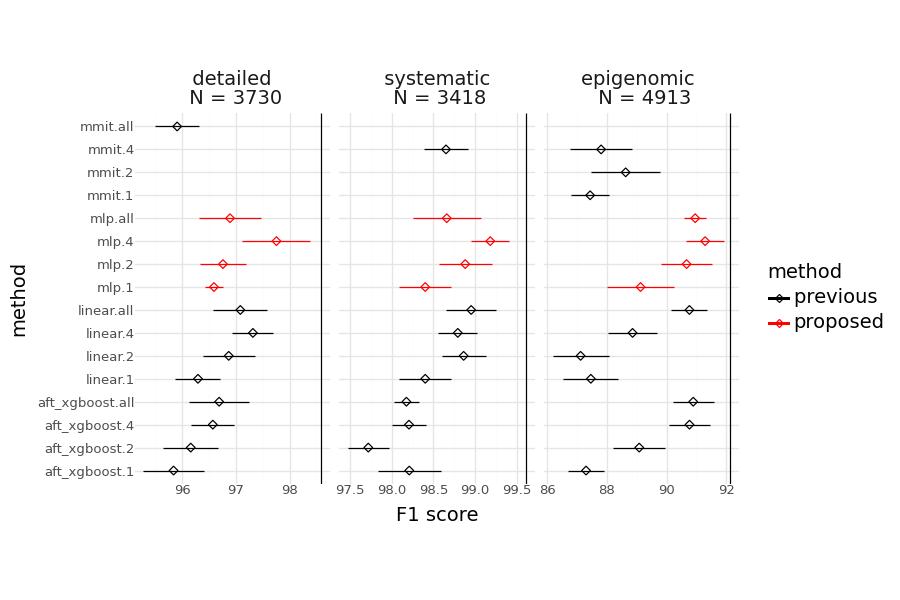 detailed
N = 3730
systematic
N = 3418
epigenomic
N = 4913
mmit.all
mmit.4
mmit.2
mmit.1
mlp.all
mlp.4
mlp.2
mlp.1
linear.all
linear.4
linear.2
linear.1
aft_xgboost.all
aft_xgboost.4
aft_xgboost.2
aft_xgboost.1
method
96 97 98
97.5 98.0 98.5 99.0 99.5
86 88 90 92
F1 score
method
previous
proposed